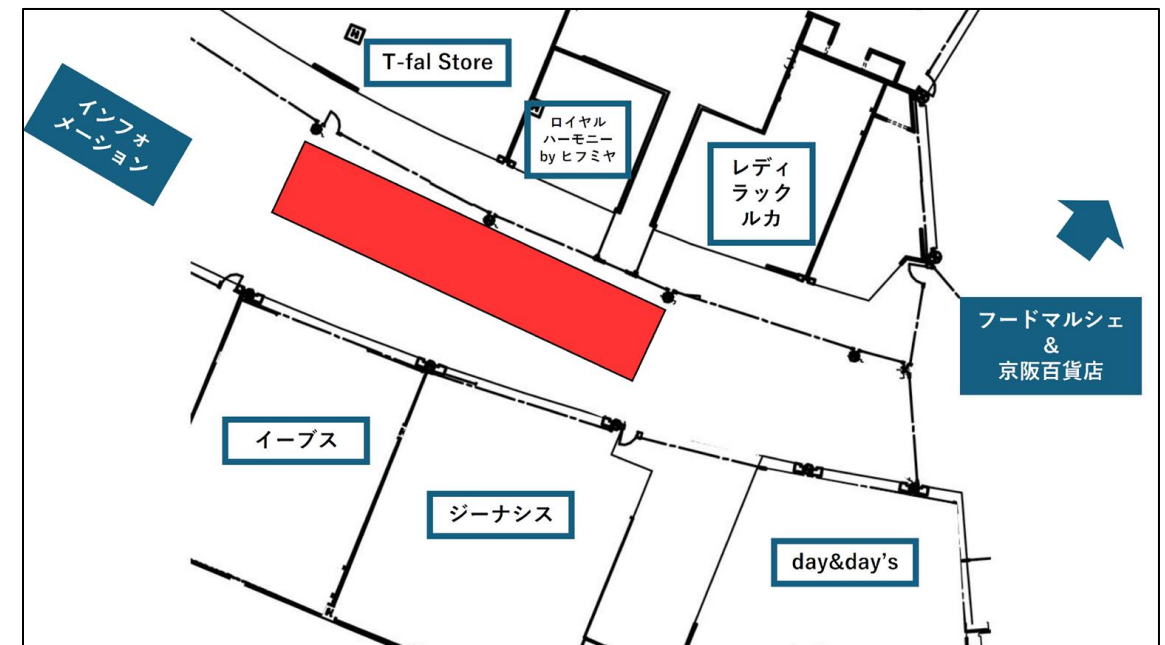 T-fal Store
インフォ
メーション
ロイヤル
ハーモニー
by ヒフミヤ
レディ
ラック
ルカ
フードマルシェ
&
京阪百貨店
イーブス
ジーナシス
day&day’s